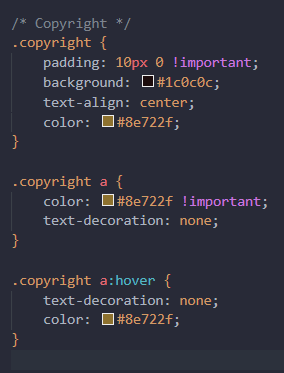 /* Copyright */
.copyright {
    padding: 10px 0 !important;
    background: #1c0c0c;
    text-align: center;
    color: #8e722f;
}

.copyright a {
    color: #8e722f !important;
    text-decoration: none;
}

.copyright a:hover {
    text-decoration: none;
    color: #8e722f;
}